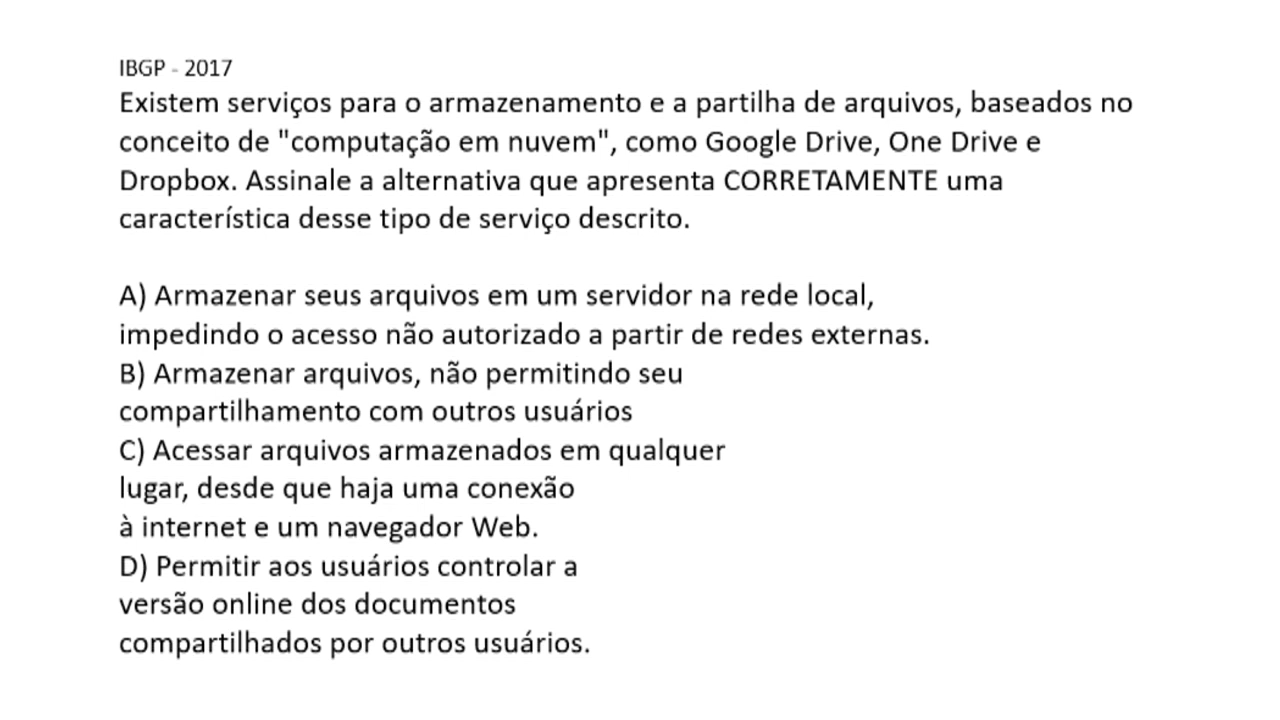 IBGP - 2017
Existem serviços para o armazenamento e a partilha de arquivos, baseados no
conceito de "computação em nuvem", como Google Drive, One Drive e
Dropbox. Assinale a alternativa que apresenta CORRETAMENTE uma
característica desse tipo de serviço descrito.
A) Armazenar seus arquivos em um servidor na rede local,
impedindo o acesso não autorizado a partir de redes externas.
B) Armazenar arquivos, não permitindo seu
compartilhamento com outros usuários
C) Acessar arquivos armazenados em qualquer
lugar, desde que haja uma conexão
à internet e um navegador Web.
D) Permitir aos usuários controlar a
versão online dos documentos
compartilhados por outros usuários.